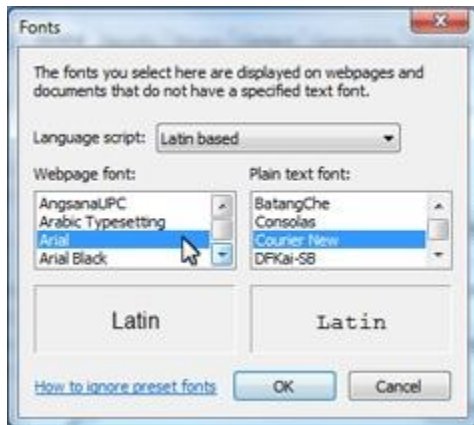 Fonts
The fonts you select here are displayed on webpages and
documents that do not have a specified text font.
Language script: Latin based
Webpage font:
AngsanaUPC
Arabic Typesetting
Arial
Arial Black
Plain text font:
BatangChe
Consolas
Courier New
DFKai-SB
Latin
Latin
How to ignore preset fonts OK Cancel